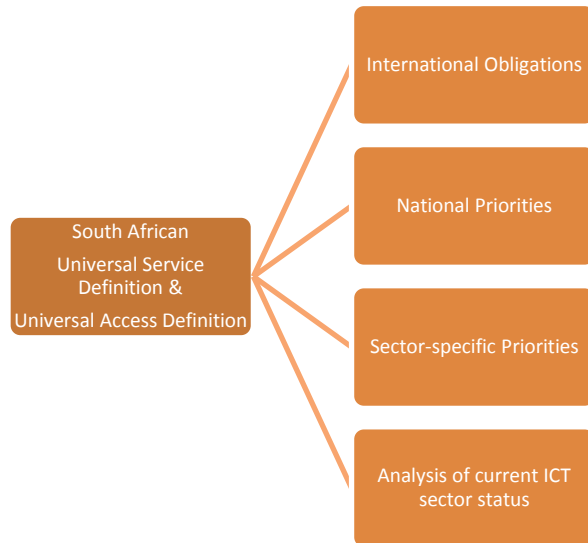 International Obligations
National Priorities
South African
Universal Service
Definition &
Universal Access Definition
Sector-specific Priorities
Analysis of current ICT
sector status